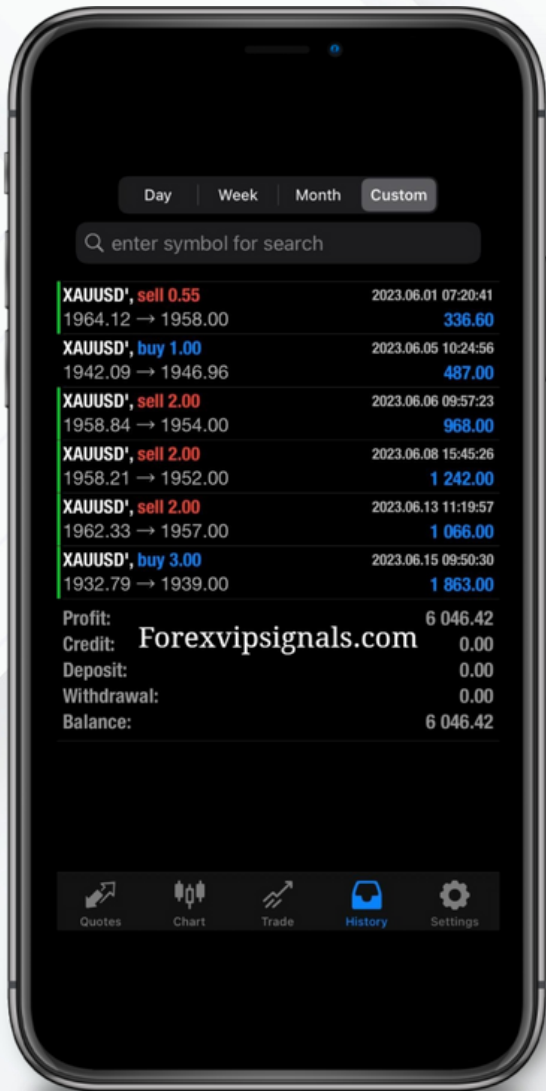 Day Week Month Custom
enter symbol for search
XAUUSD', sell 0.55 2023.06.01 07:20:41
1964.12 → 1958.00 336.60
XAUUSD', buy 1.00 2023.06.05 10:24:56
1942.09 → 1946.96 487.00
XAUUSD', sell 2.00 2023.06.06 09:57:23
1958.84 → 1954.00 968.00
XAUUSD', sell 2.00 2023.06.08 15:45:26
1958.21 → 1952.00 1 242.00
XAUUSD', sell 2.00 2023.06.13 11:19:57
1962.33 → 1957.00 1 066.00
XAUUSD', buy 3.00 2023.06.15 09:50:30
1932.79 → 1939.00 1 863.00
Profit: 6 046.42
Forexvipsignals.com
Credit: 0.00
Deposit: 0.00
Withdrawal: 0.00
Balance: 6 046.42
Quotes Chart Trade History Settings